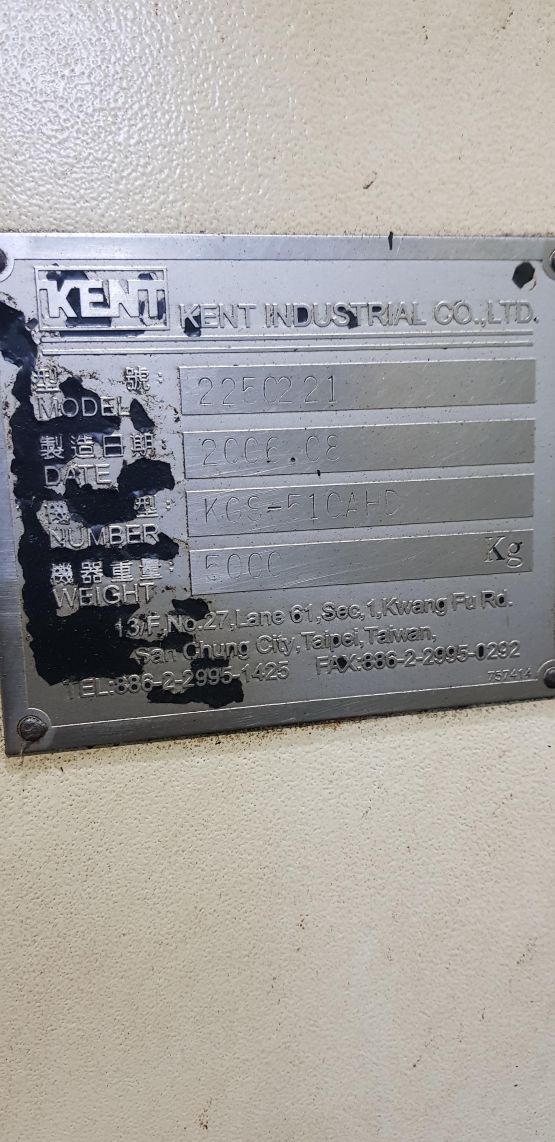 KENT KENT INDUSTRIAL CO.,LTD.
型 號:
MODEL 2250221
製造日期:
DATE 2006.08
機 型:
NUMBER KGS-510AHD
機器重量:
WEIGHT 5000 Kg
13/F,No.27,Lane 61,Sec,1,Kwang Fu Rd.
San Chung City,Taipei,Taiwan,
TEL:886-2-2995-1425 FAX:886-2-2995-0292
757414